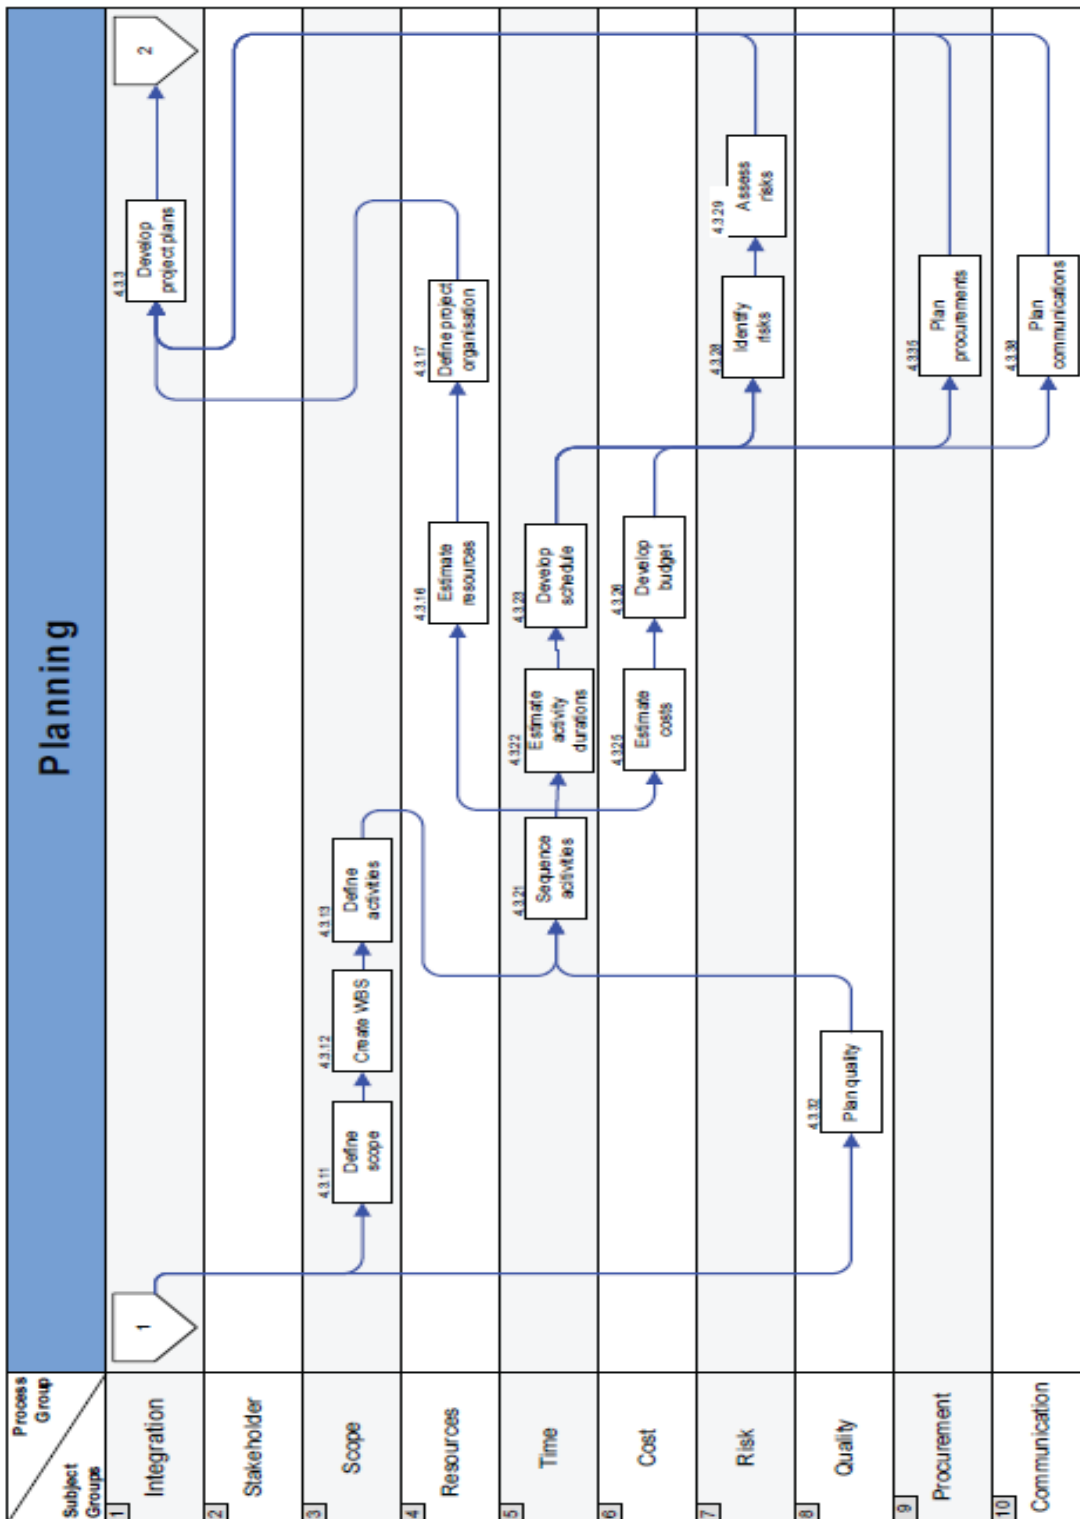 Planning
Process
Group
Subject
Groups
1
Integration
1
4.3.3
Develop
project plans
2
2
Stakeholder
3
Scope
4.3.11
Define
scope
4.3.12
Create WBS
4.3.13
Define
activities
4
Resources
4.3.16
Estimate
resources
4.3.17
Define project
organisation
5
Time
4.3.21
Sequence
activities
4.3.22
Estimate
activity
durations
4.3.23
Develop
schedule
6
Cost
4.3.25
Estimate
costs
4.3.26
Develop
budget
7
Risk
4.3.28
Identify
risks
4.3.29
Assess
risks
8
Quality
4.3.32
Plan quality
9
Procurement
4.3.35
Plan
procurements
10
Communication
4.3.38
Plan
communications